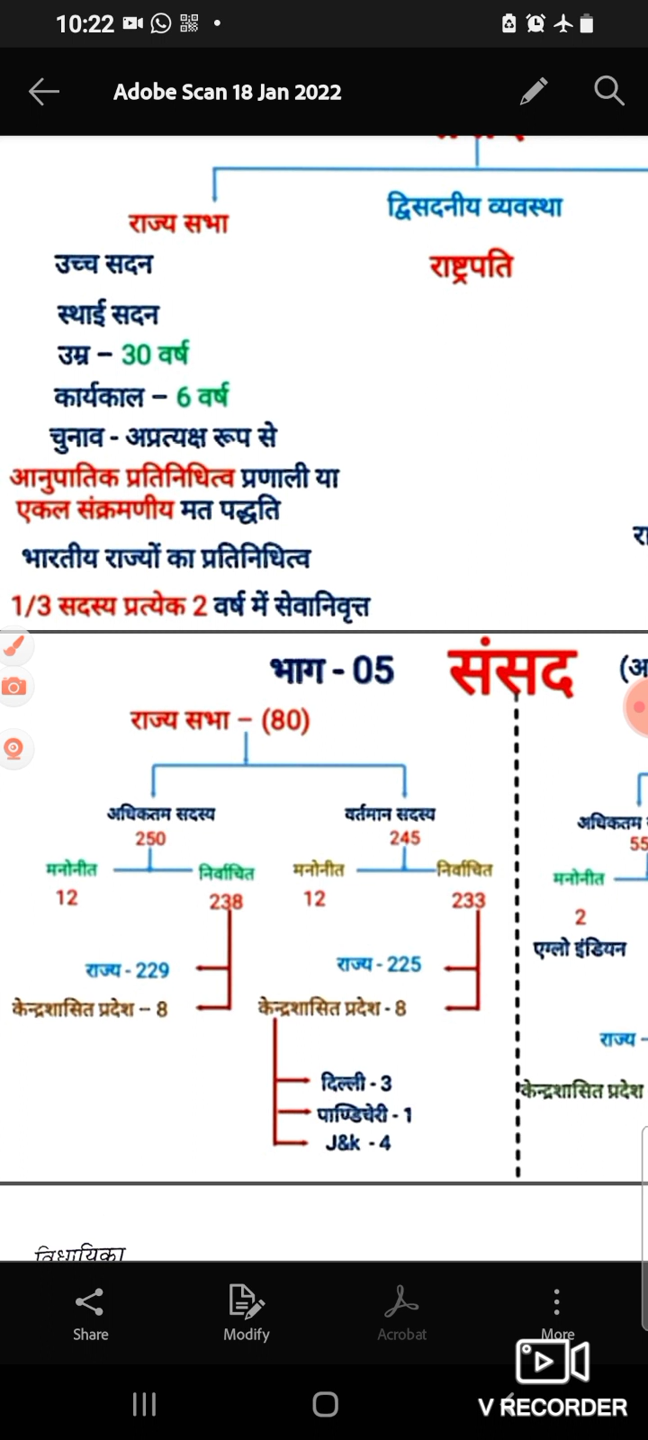 10:22
Adobe Scan 18 Jan 2022
द्विसदनीय व्यवस्था
राज्य सभा
उच्च सदन
राष्ट्रपति
स्थाई सदन
उम्र – 30 वर्ष
कार्यकाल – 6 वर्ष
चुनाव - अप्रत्यक्ष रूप से
आनुपातिक प्रतिनिधित्व प्रणाली या
एकल संक्रमणीय मत पद्धति
भारतीय राज्यों का प्रतिनिधित्व
1/3 सदस्य प्रत्येक 2 वर्ष में सेवानिवृत्त
भाग - 05 संसद
राज्य सभा – (80)
अधिकतम सदस्य वर्तमान सदस्य अधिकतम
250 245 55
मनोनीत निर्वाचित मनोनीत निर्वाचित मनोनीत
12 238 12 233 2
एग्लो इंडियन
राज्य - 229 राज्य - 225
केन्द्रशासित प्रदेश – 8 केन्द्रशासित प्रदेश - 8
राज्य -
दिल्ली - 3 केन्द्रशासित प्रदेश
पाण्डिचेरी - 1
J&k - 4
विधायिका
Share Modify Acrobat More
V RECORDER